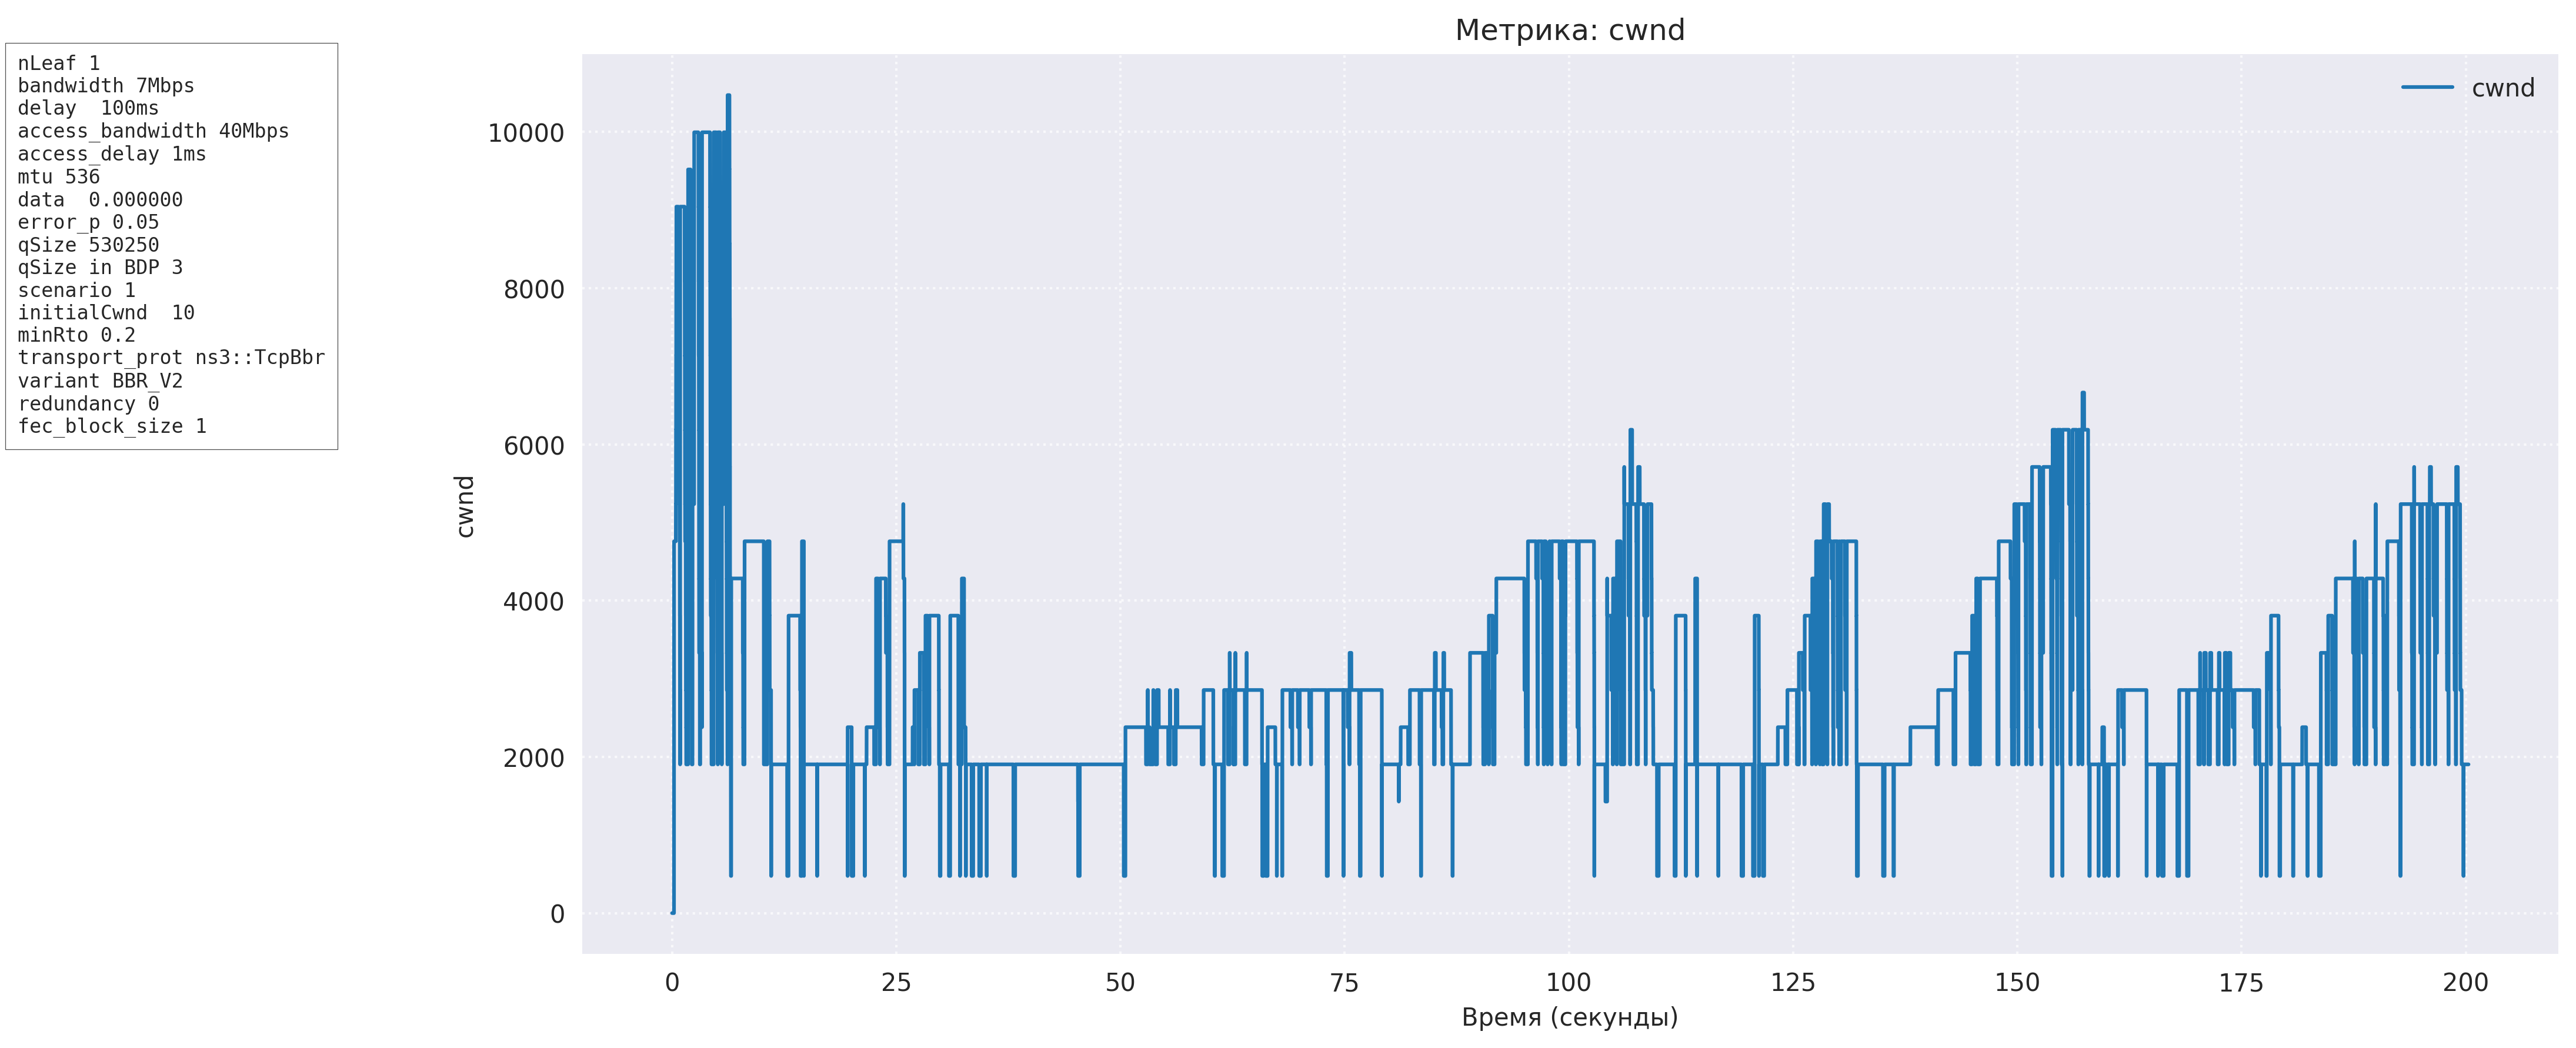 Метрика: cwnd
nLeaf 1
bandwidth 7Mbps
delay  100ms
access_bandwidth 40Mbps
access_delay 1ms
mtu 536
data  0.000000
error_p 0.05
qSize 530250
qSize in BDP 3
scenario 1
initialCwnd  10
minRto 0.2
transport_prot ns3::TcpBbr
variant BBR_V2
redundancy 0
fec_block_size 1
cwnd
cwnd
10000
8000
6000
4000
2000
0
0 25 50 75 100 125 150 175 200
Время (секунды)